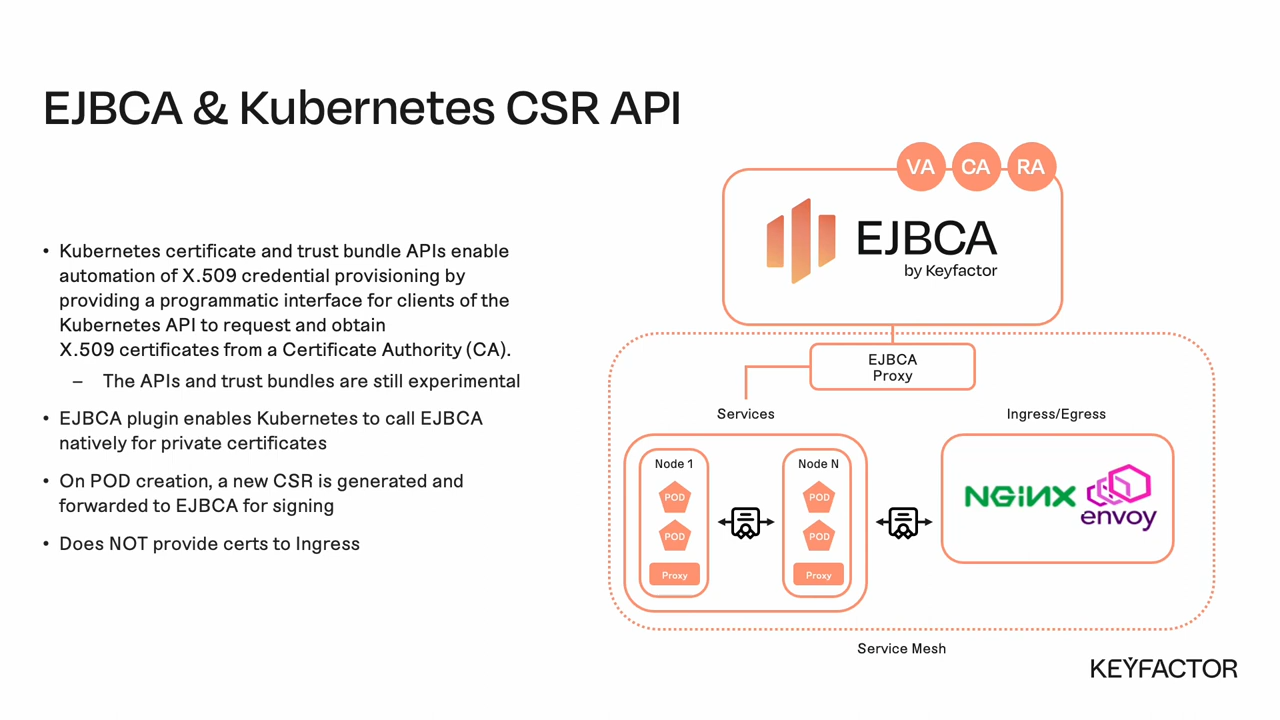 EJBCA & Kubernetes CSR API
• Kubernetes certificate and trust bundle APIs enable
automation of X.509 credential provisioning by
providing a programmatic interface for clients of the
Kubernetes API to request and obtain
X.509 certificates from a Certificate Authority (CA).
– The APIs and trust bundles are still experimental
• EJBCA plugin enables Kubernetes to call EJBCA
natively for private certificates
• On POD creation, a new CSR is generated and
forwarded to EJBCA for signing
• Does NOT provide certs to Ingress
VA CA RA
EJBCA
by Keyfactor
EJBCA
Proxy
Services
Ingress/Egress
Node 1
POD
POD
Proxy
Node N
POD
POD
Proxy
NGiNX
envoy
Service Mesh
KEYFACTOR